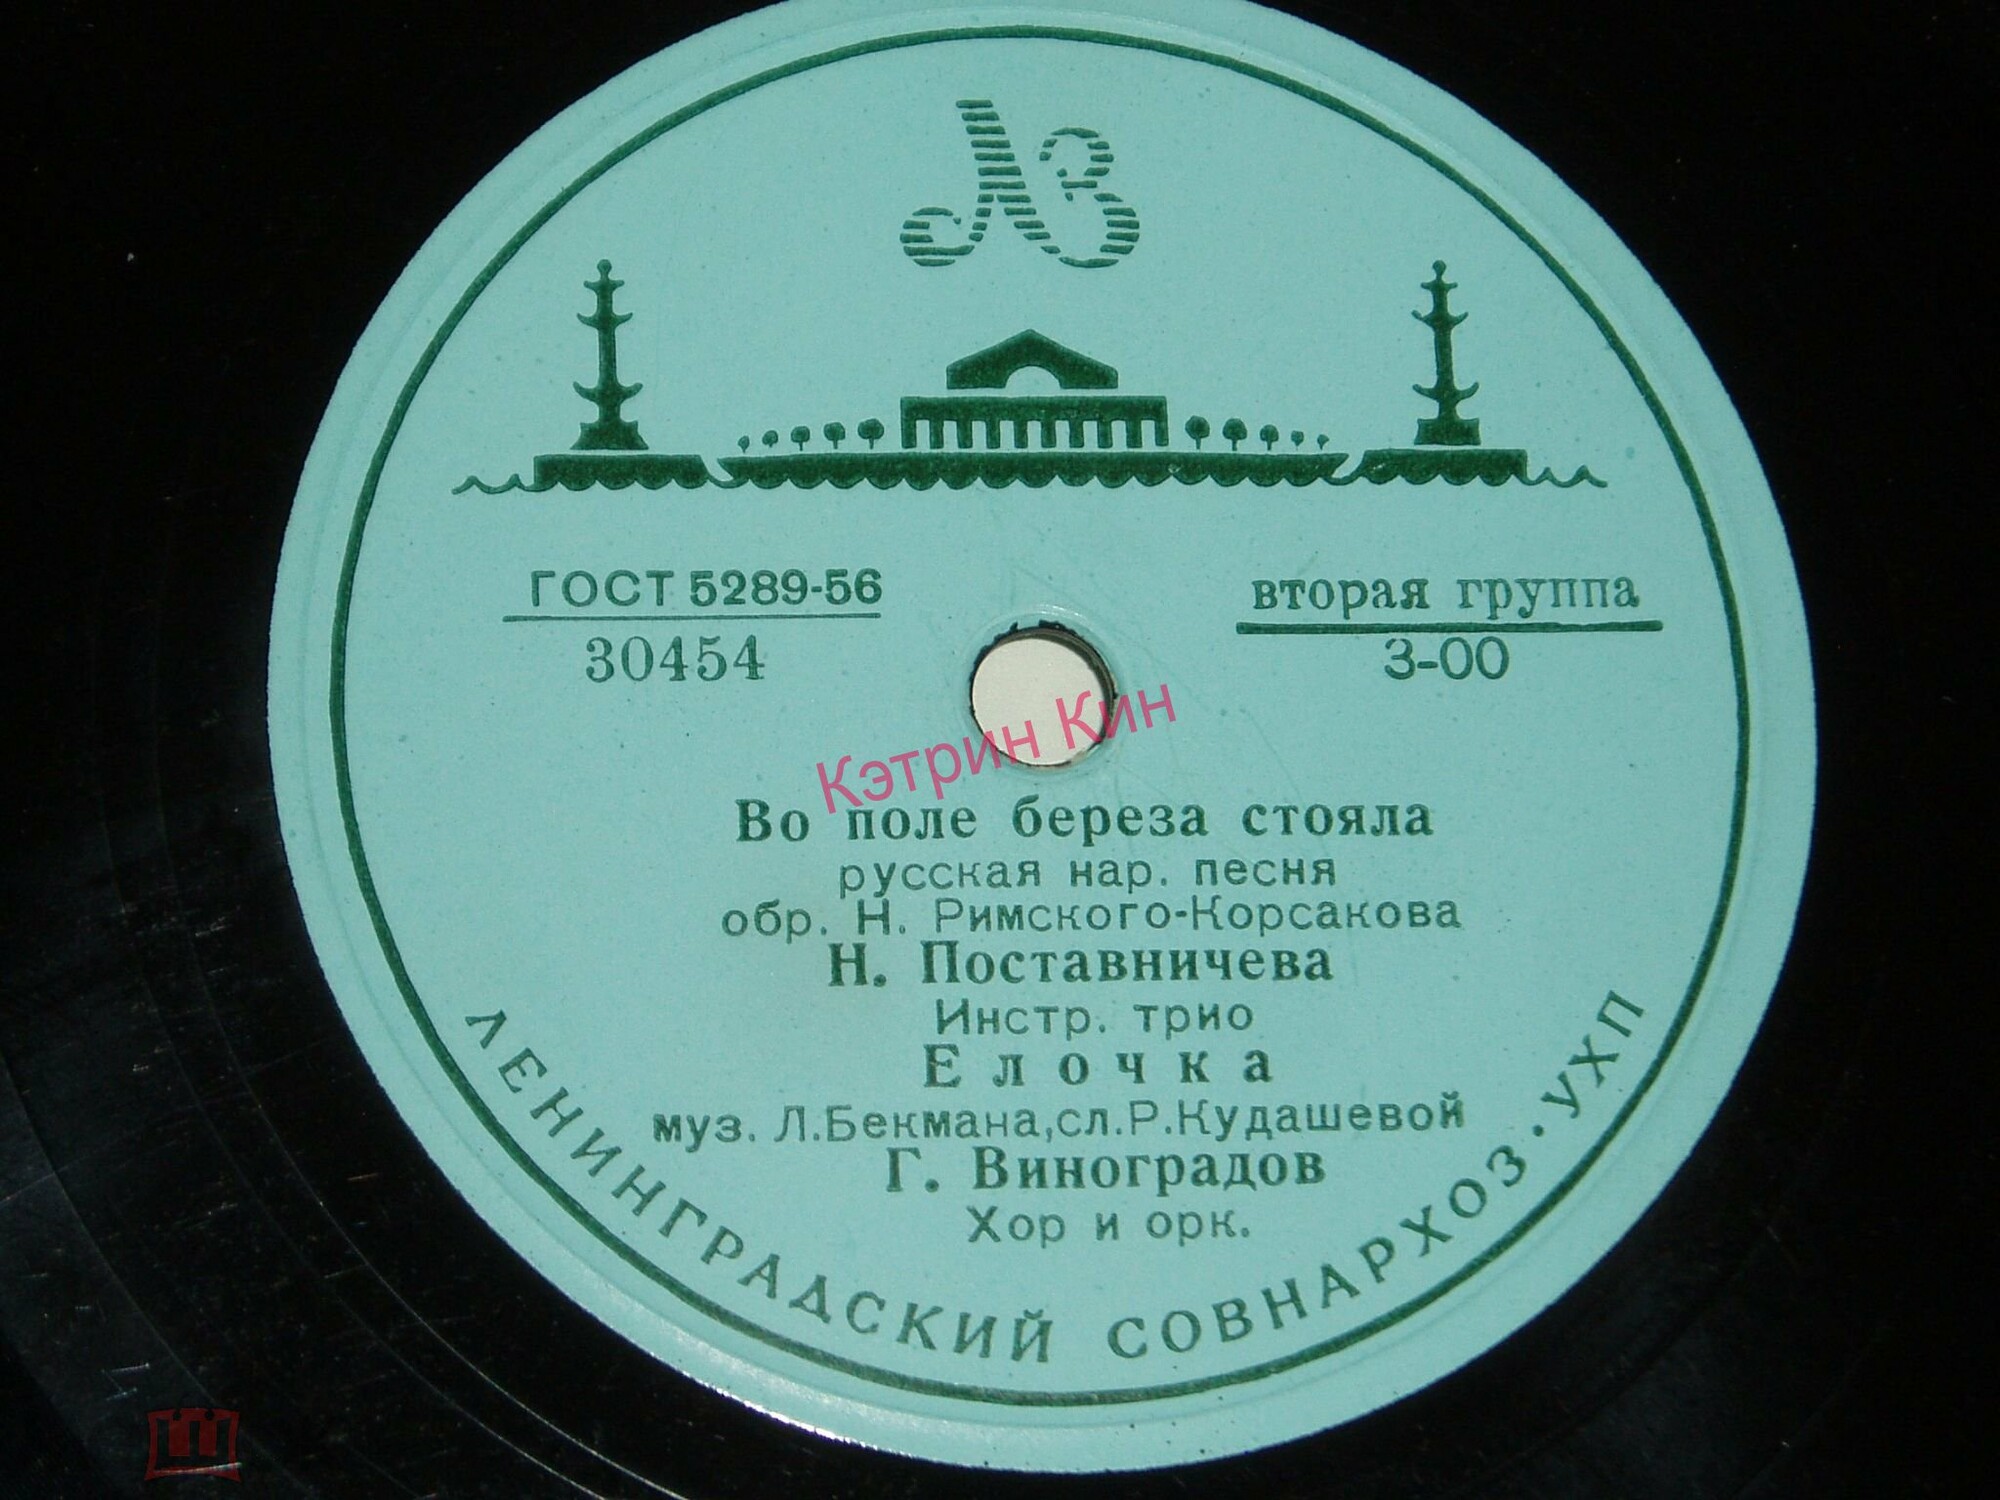 ЛЗ
ГОСТ 5289-56
30454
вторая группа
3-00
Кэтрин Кин
Во поле береза стояла
русская нар. песня
обр. Н. Римского-Корсакова
Н. Поставничева
Инстр. трио
Елочка
муз. Л.Бекмана,сл.Р.Кудашевой
Г. Виноградов
Хор и орк.
ЛЕНИНГРАДСКИЙ СОВНАРХОЗ·УХП